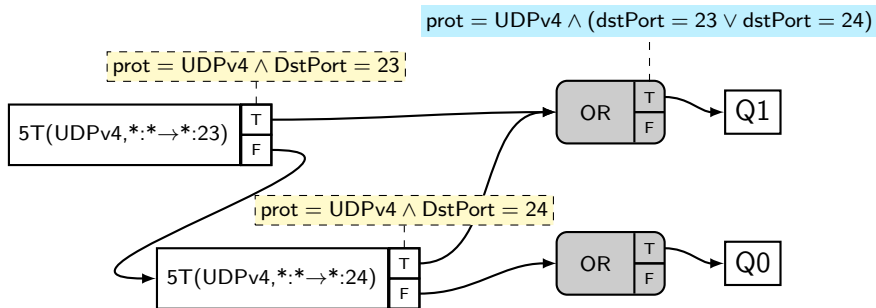 prot = UDPv4 ∧ (dstPort = 23 ∨ dstPort = 24)
prot = UDPv4 ∧ DstPort = 23
5T(UDPv4,*:*→*:23)
T
F
OR
T
F
Q1
prot = UDPv4 ∧ DstPort = 24
5T(UDPv4,*:*→*:24)
T
F
OR
T
F
Q0